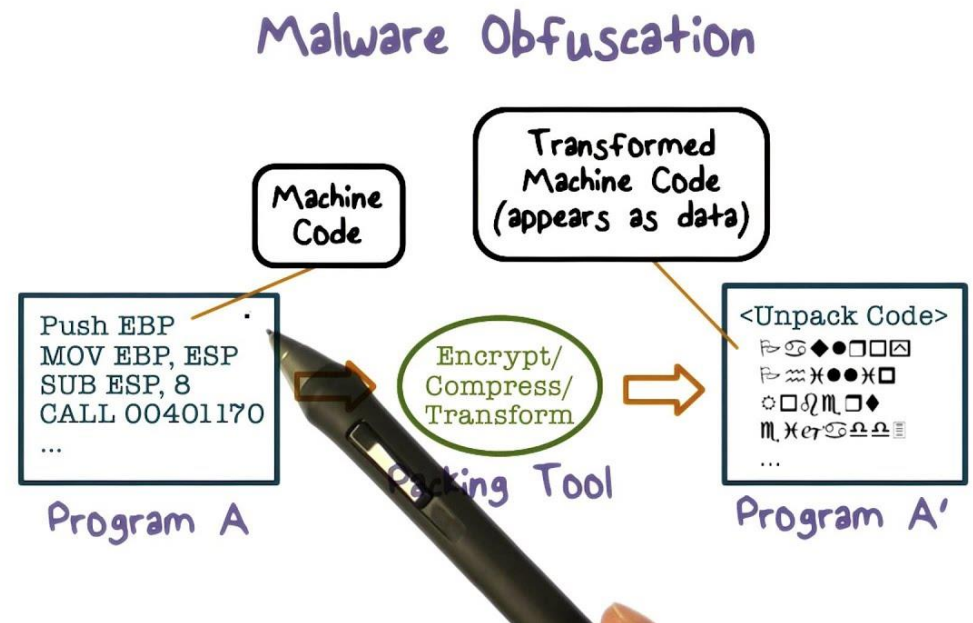 Malware Obfuscation
Machine
Code
Transformed
Machine Code
(appears as data)
Push EBP
MOV EBP, ESP
SUB ESP, 8
CALL 00401170
...
Program A
Encrypt/
Compress/
Transform
Packing Tool
<Unpack Code>
...
Program A'